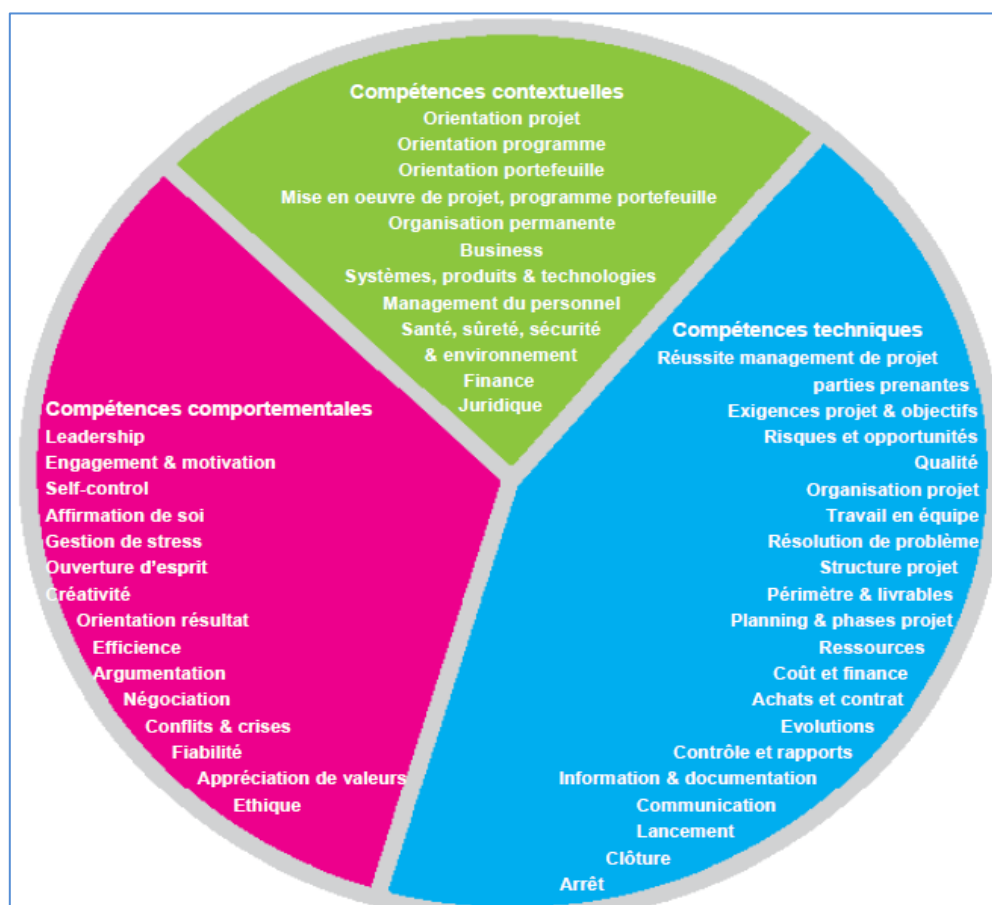 Compétences contextuelles
Orientation projet
Orientation programme
Orientation portefeuille
Mise en oeuvre de projet, programme portefeuille
Organisation permanente
Business
Systèmes, produits & technologies
Management du personnel
Santé, sûreté, sécurité
& environnement
Finance
Juridique
Compétences techniques
Réussite management de projet
parties prenantes
Exigences projet & objectifs
Risques et opportunités
Qualité
Organisation projet
Travail en équipe
Résolution de problème
Structure projet
Périmètre & livrables
Planning & phases projet
Ressources
Coût et finance
Achats et contrat
Evolutions
Contrôle et rapports
Information & documentation
Communication
Lancement
Clôture
Arrêt
Compétences comportementales
Leadership
Engagement & motivation
Self-control
Affirmation de soi
Gestion de stress
Ouverture d'esprit
Créativité
Orientation résultat
Efficience
Argumentation
Négociation
Conflits & crises
Fiabilité
Appréciation de valeurs
Ethique